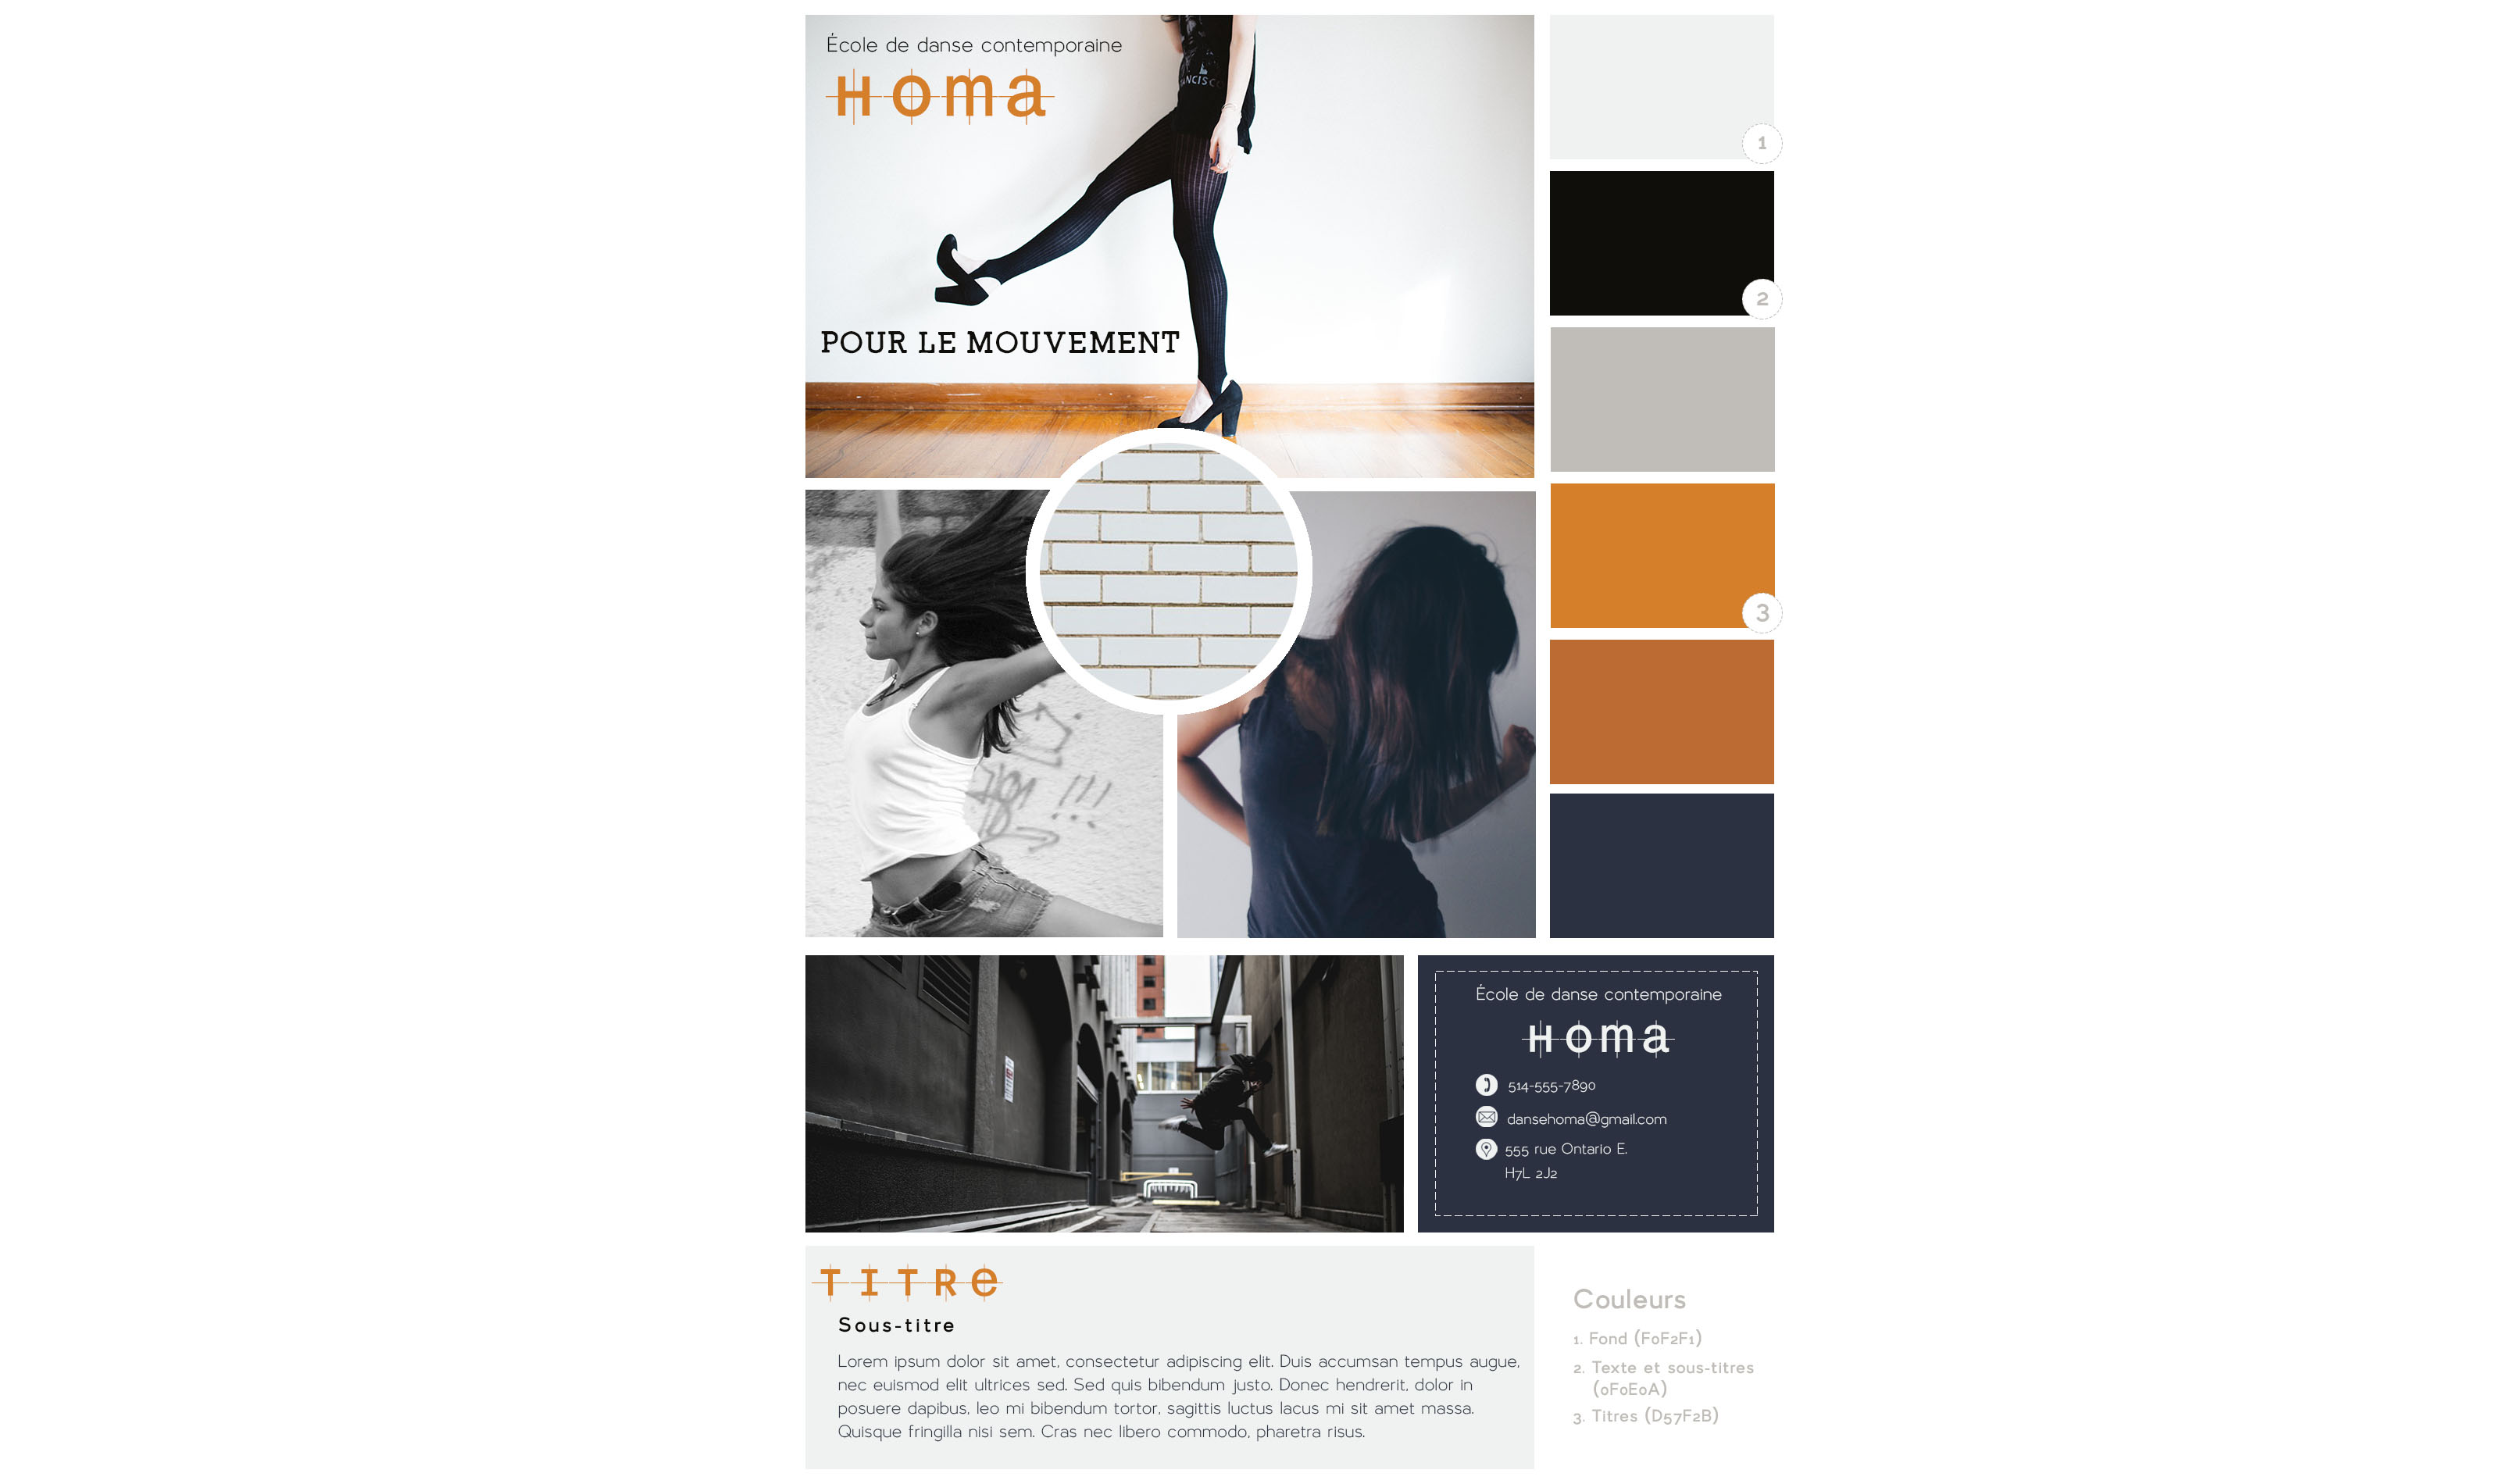 École de danse contemporaine
Homa
POUR LE MOUVEMENT
1
2
3
!!!
École de danse contemporaine
Homa
514-555-7890
dansehoma@gmail.com
555 rue Ontario E.
H7L 2J2
TITRe
Sous-titre
Lorem ipsum dolor sit amet, consectetur adipiscing elit. Duis accumsan tempus augue,
nec euismod elit ultrices sed. Sed quis bibendum justo. Donec hendrerit, dolor in
posuere dapibus, leo mi bibendum tortor, sagittis luctus lacus mi sit amet massa.
Quisque fringilla nisi sem. Cras nec libero commodo, pharetra risus.
Couleurs
1. Fond (F0F2F1)
2. Texte et sous-titres
(0F0E0A)
3. Titres (D57F2B)